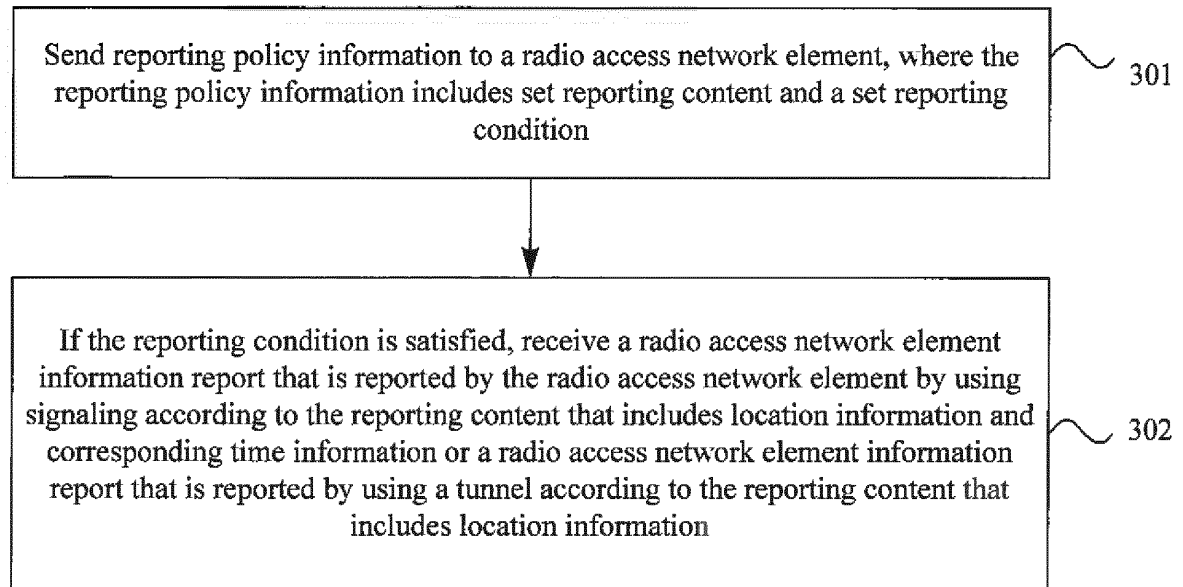 Send reporting policy information to a radio access network element, where the
reporting policy information includes set reporting content and a set reporting
condition
301
If the reporting condition is satisfied, receive a radio access network element
information report that is reported by the radio access network element by using
signaling according to the reporting content that includes location information and
corresponding time information or a radio access network element information
report that is reported by using a tunnel according to the reporting content that
includes location information
302